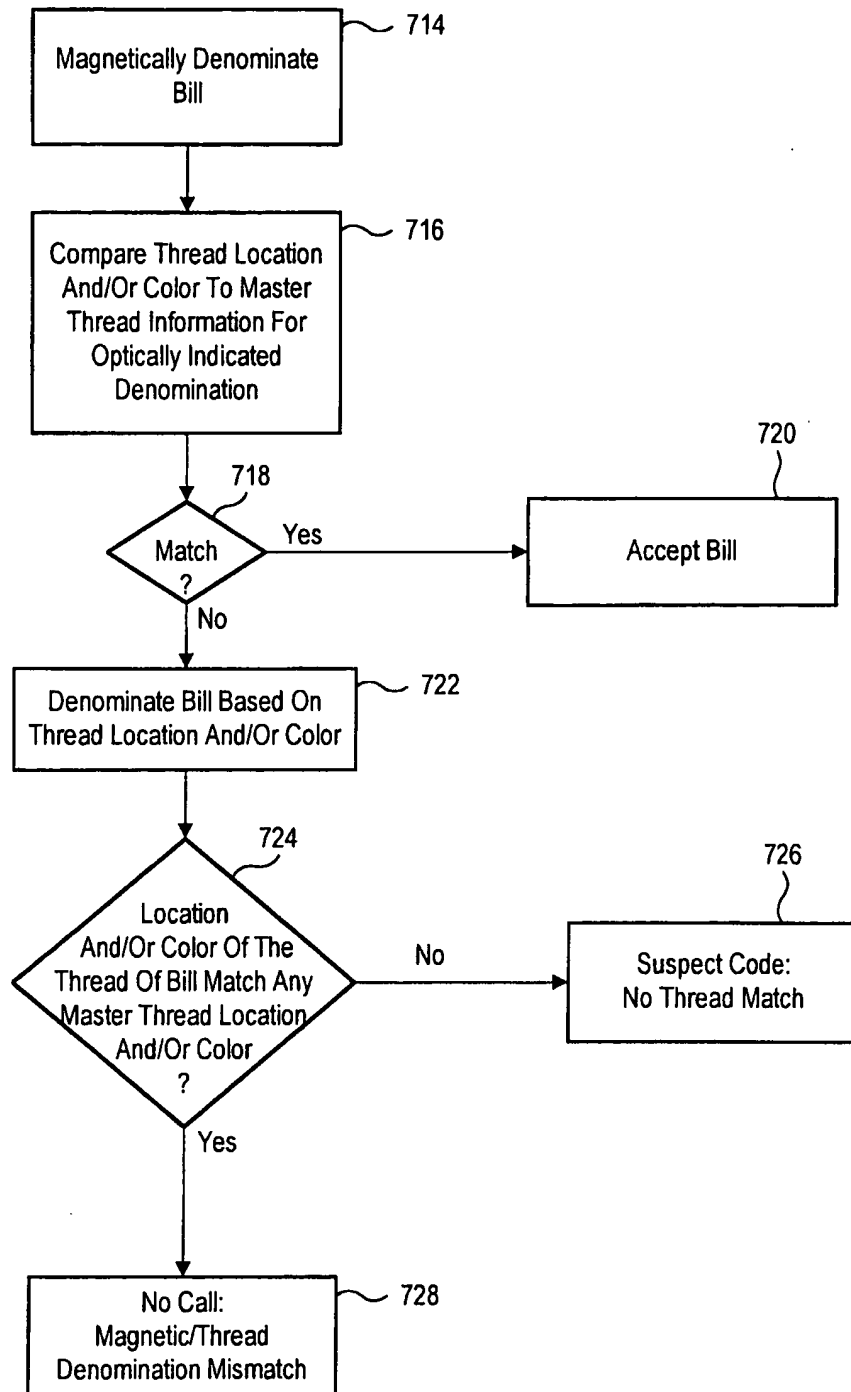 714
Magnetically Denominate
Bill
716
Compare Thread Location
And/Or Color To Master
Thread Information For
Optically Indicated
Denomination
718
Match
?
Yes
720
Accept Bill
No
722
Denominate Bill Based On
Thread Location And/Or Color
724
Location
And/Or Color Of The
Thread Of Bill Match Any
Master Thread Location
And/Or Color
?
No
726
Suspect Code:
No Thread Match
Yes
728
No Call:
Magnetic/Thread
Denomination Mismatch